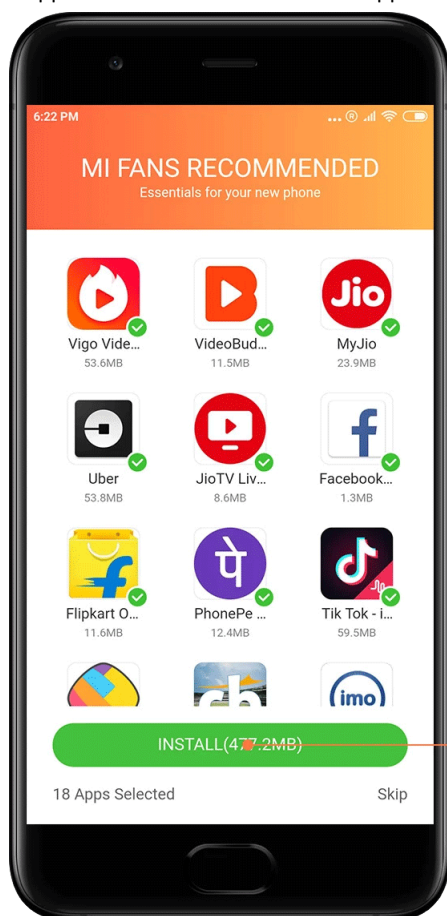 6:22 PM
MI FANS RECOMMENDED
Essentials for your new phone
Jio
Vigo Vide... VideoBud... MyJio
53.6MB 11.5MB 23.9MB
f
Uber JioTV Liv... Facebook...
53.8MB 8.6MB 1.3MB
f पे
Flipkart O... PhonePe ... Tik Tok - i...
11.6MB 12.4MB 59.5MB
imo
INSTALL(477.2MB)
18 Apps Selected Skip